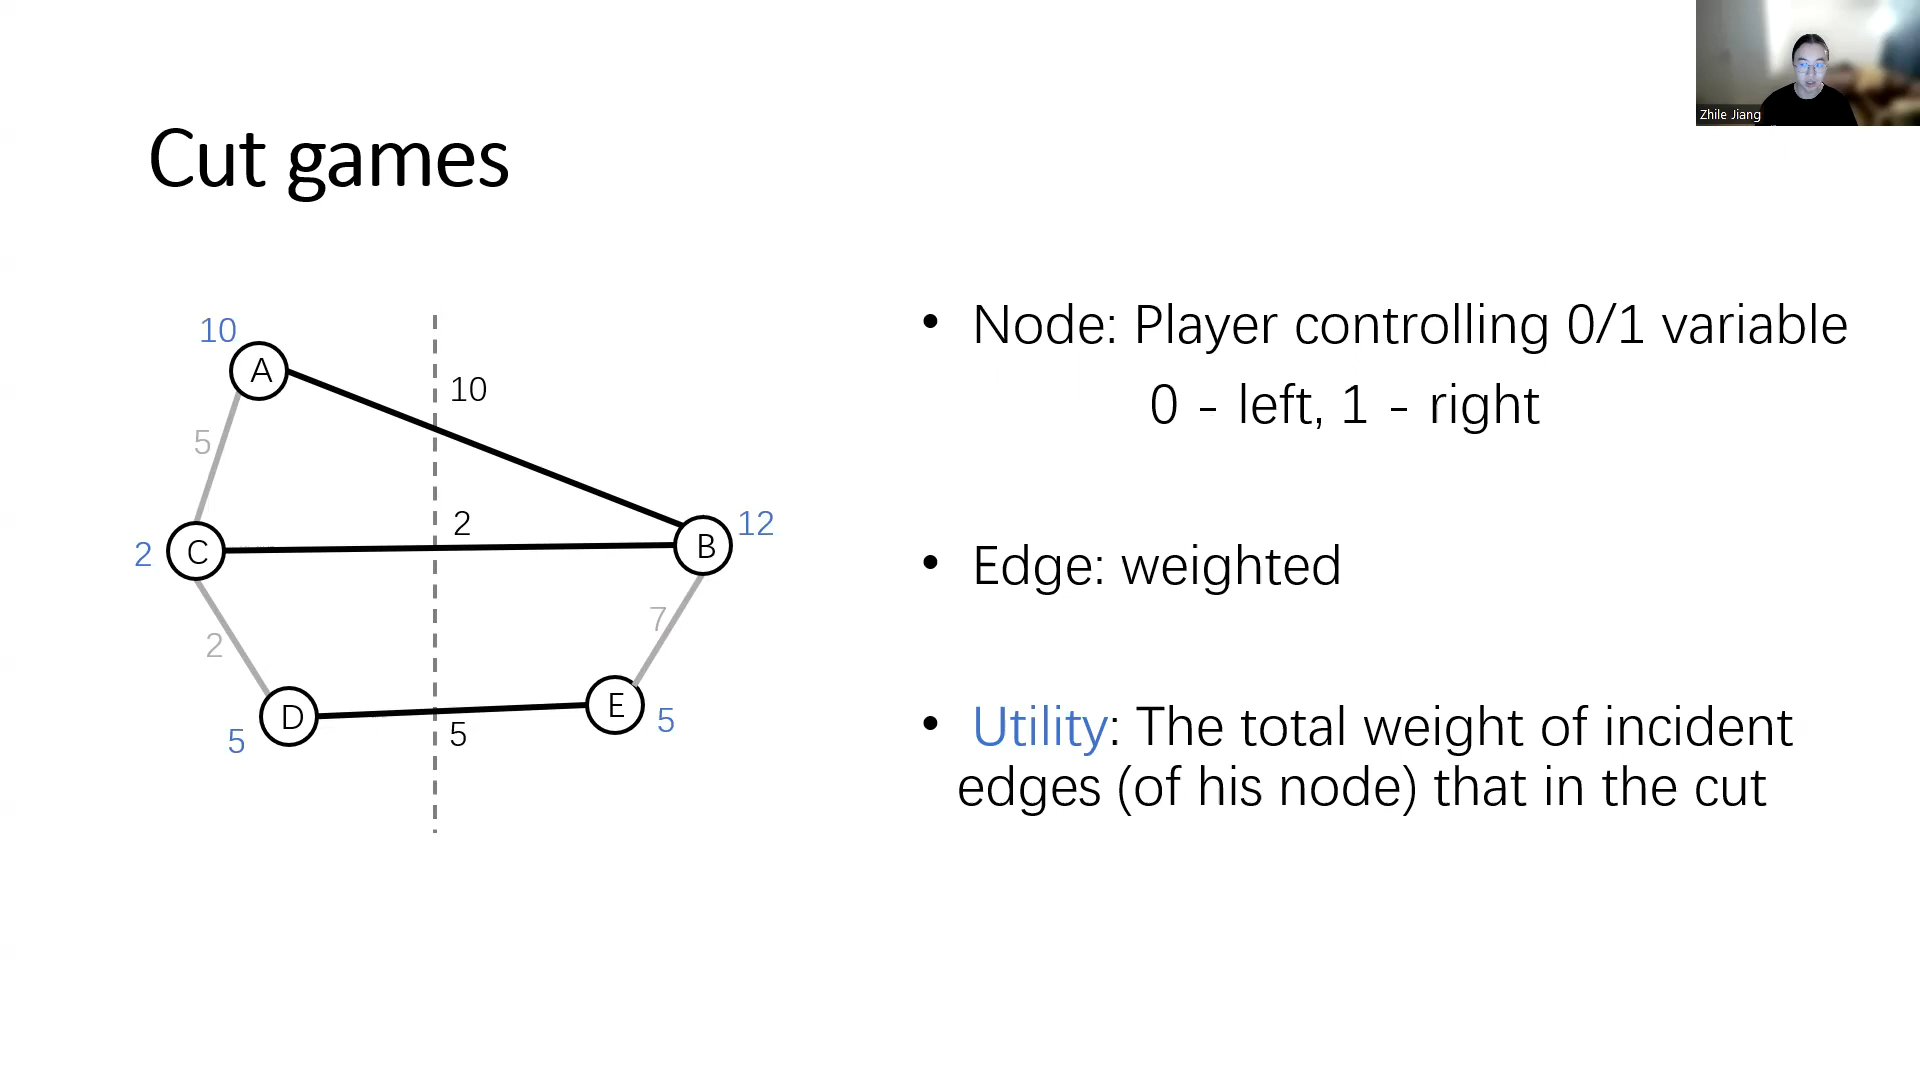 Zhile Jiang
Cut games
10
A
10
5
2
C
2
B
12
2
7
D
5
5
E
5
• Node: Player controlling 0/1 variable
0 - left, 1 - right
• Edge: weighted
• Utility: The total weight of incident
edges (of his node) that in the cut